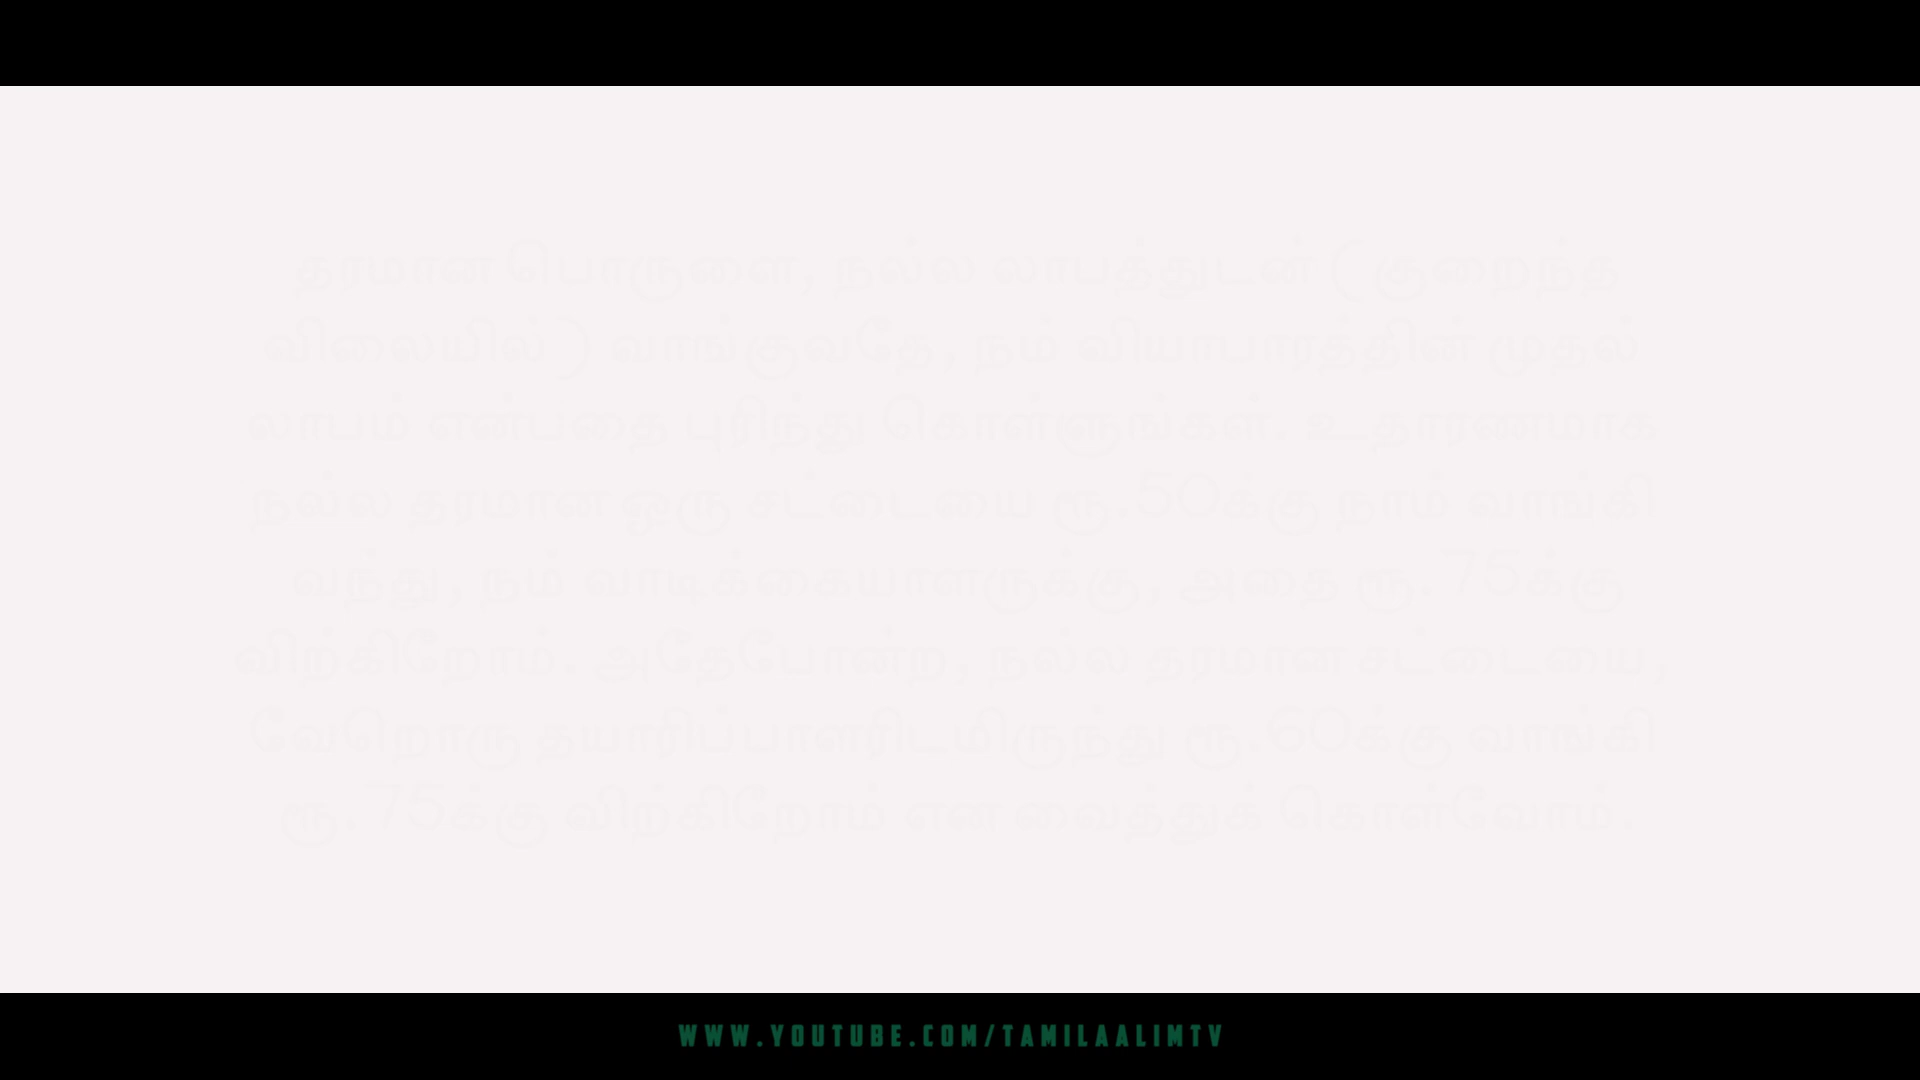 தரமான பொருளை, நல்ல லாபத்துடன் ( குறைந்த
விலையில் ) வாங்குவதே, நம் வியாபாரத்தின் முதல்
லாபம் என்பதை புரிந்து கொள்ளுங்கள். உதாரணமாக
நல்ல தரமான ஒரு சட்டையை ரூ.50க்கு நாம் வாங்கி
வந்து, நம் வாடிக்கையாளருக்கு, அதை ரூ.75க்கு
விற்கிறோம். அதேபோன்ற, நல்ல தரமான சட்டையை,
வேறொரு தயாரிப்பாளரிடமிருந்து ரூ.60க்கு வாங்கி
ரூ.75க்கு விற்கிறோம் என வைத்துக் கொள்வோம்.
WWW.YOUTUBE.COM/TAMILAALIMTV